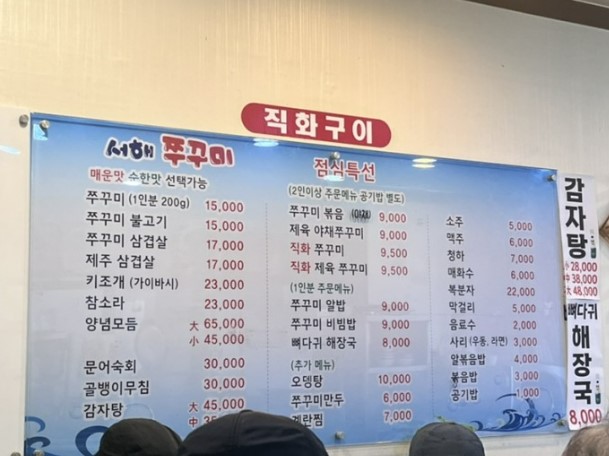 직화구이
서해 쭈꾸미
매운맛 순한맛 선택가능
쭈꾸미 (1인분 200g) 15,000
쭈꾸미 불고기 15,000
쭈꾸미 삼겹살 17,000
제주 삼겹살 17,000
키조개 (가이바시) 23,000
참소라 23,000
양념모듬 大 65,000
小 45,000
문어숙회 30,000
골뱅이무침 30,000
감자탕 大 45,000
中
점심특선
(2인이상 주문메뉴 공기밥 별도)
쭈꾸미 볶음 9,000
제육 야채쭈꾸미 9,000
직화 쭈꾸미 9,500
직화 제육 쭈꾸미 9,500
(1인분 주문메뉴)
쭈꾸미 알밥 9,000
쭈꾸미 비빔밥 9,000
뼈다귀 해장국 8,000
(추가 메뉴)
오뎅탕 10,000
쭈꾸미만두 6,000
계란찜 7,000
소주 5,000
맥주 6,000
청하 7,000
매화수 6,000
복분자 22,000
막걸리 5,000
음료수 2,000
사리 (우동, 라면) 3,000
알볶음밥 4,000
볶음밥 3,000
공기밥 1,000
감자탕
小 28,000
中 38,000
大 48,000
뼈다귀
해장국
8,000